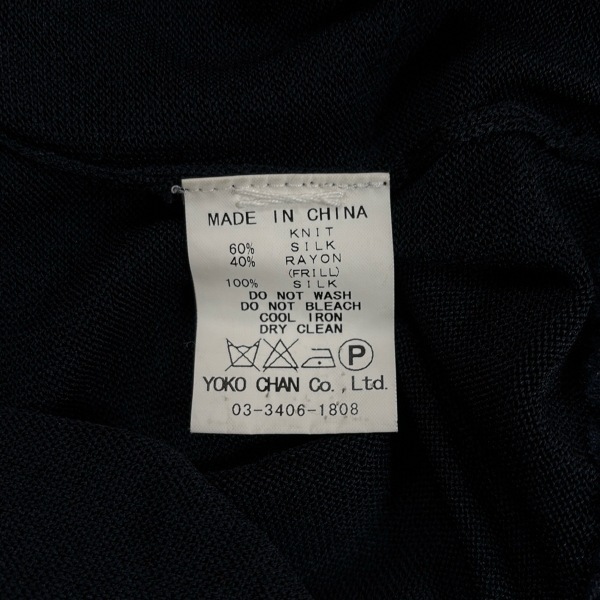 MADE IN CHINA
KNIT
60% SILK
40% RAYON
(FRILL)
100% SILK
DO NOT WASH
DO NOT BLEACH
COOL IRON
DRY CLEAN
P
YOKO CHAN Co.,Ltd.
03-3406-1808